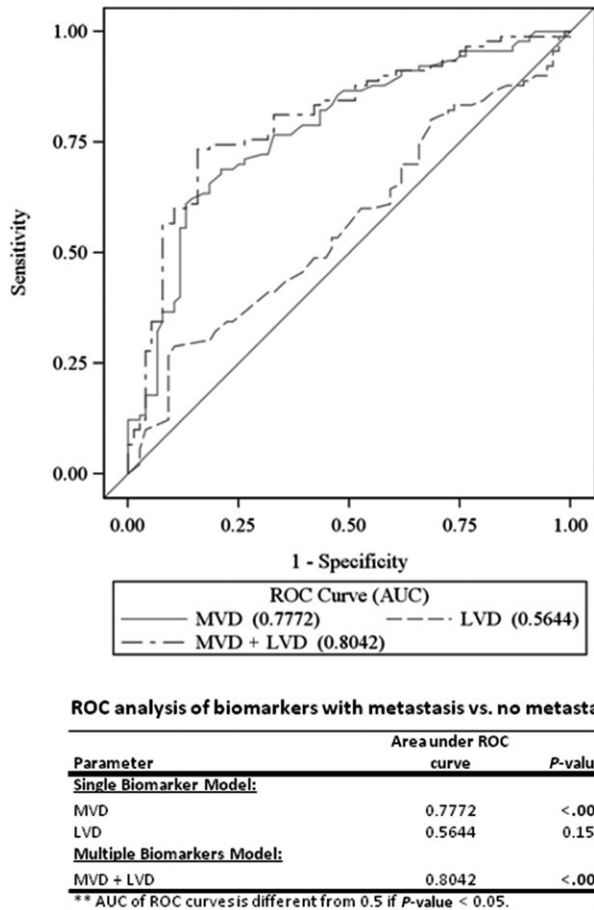 1.00
0.75
0.50
0.25
0.00
Sensitivity
0.00 0.25 0.50 0.75 1.00
1 - Specificity
ROC Curve (AUC)
MVD (0.7772) LVD (0.5644)
MVD + LVD (0.8042)
ROC analysis of biomarkers with metastasis vs. no
Parameter Area under ROC
curve
Single Biomarker Model:
MVD 0.7772 <.00
LVD 0.5644 0.15
Multiple Biomarkers Model:
MVD + LVD 0.8042 <.00
** AUC of ROC curves is different from 0.5 if P-value < 0.05.